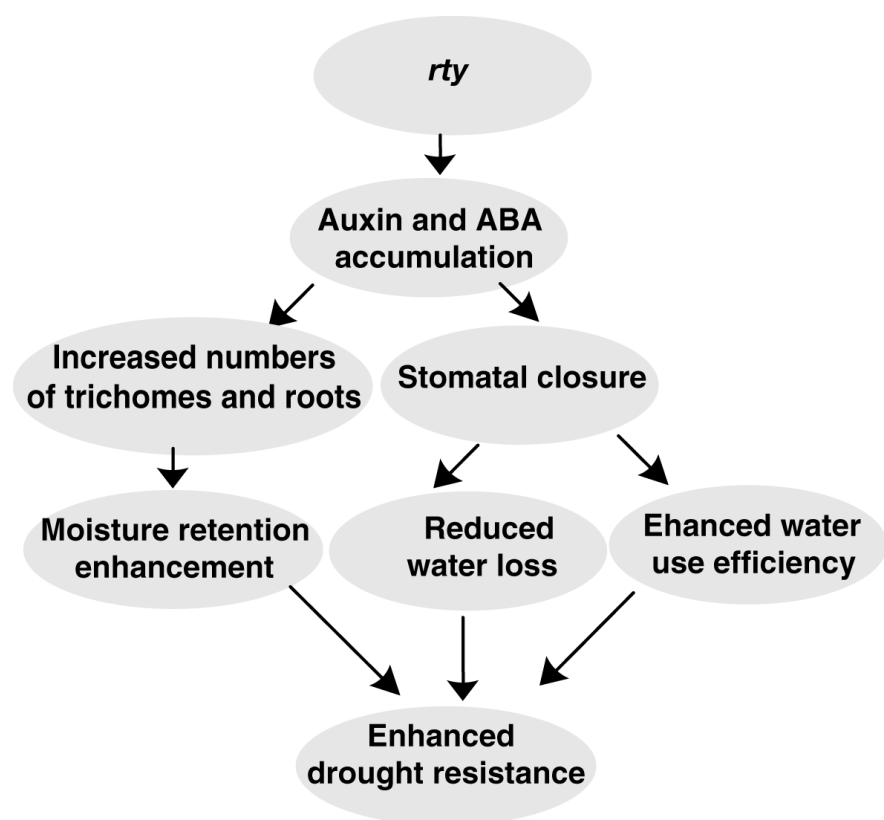 rty
Auxin and ABA
accumulation
Increased numbers
of trichomes and roots
Stomatal closure
Moisture retention
enhancement
Reduced
water loss
Ehanced water
use efficiency
Enhanced
drought resistance